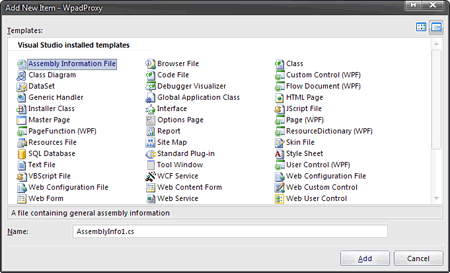 Add New Item - WpadProxy
Templates:
Visual Studio installed templates
Assembly Information File Browser File Class
Class Diagram Code File Custom Control (WPF)
DataSet Debugger Visualizer Flow Document (WPF)
Generic Handler Global Application Class HTML Page
Installer Class Interface JScript File
Master Page Options Page Page (WPF)
PageFunction (WPF) Report ResourceDictionary (WPF)
Resources File Site Map Skin File
SQL Database Standard Plug-in Style Sheet
Text File Tool Window User Control (WPF)
VBScript File WCF Service Web Configuration File
Web Configuration File Web Content Form Web Custom Control
Web Form Web Service Web User Control
A file containing general assembly information
Name: AssemblyInfo1.cs
Add Cancel